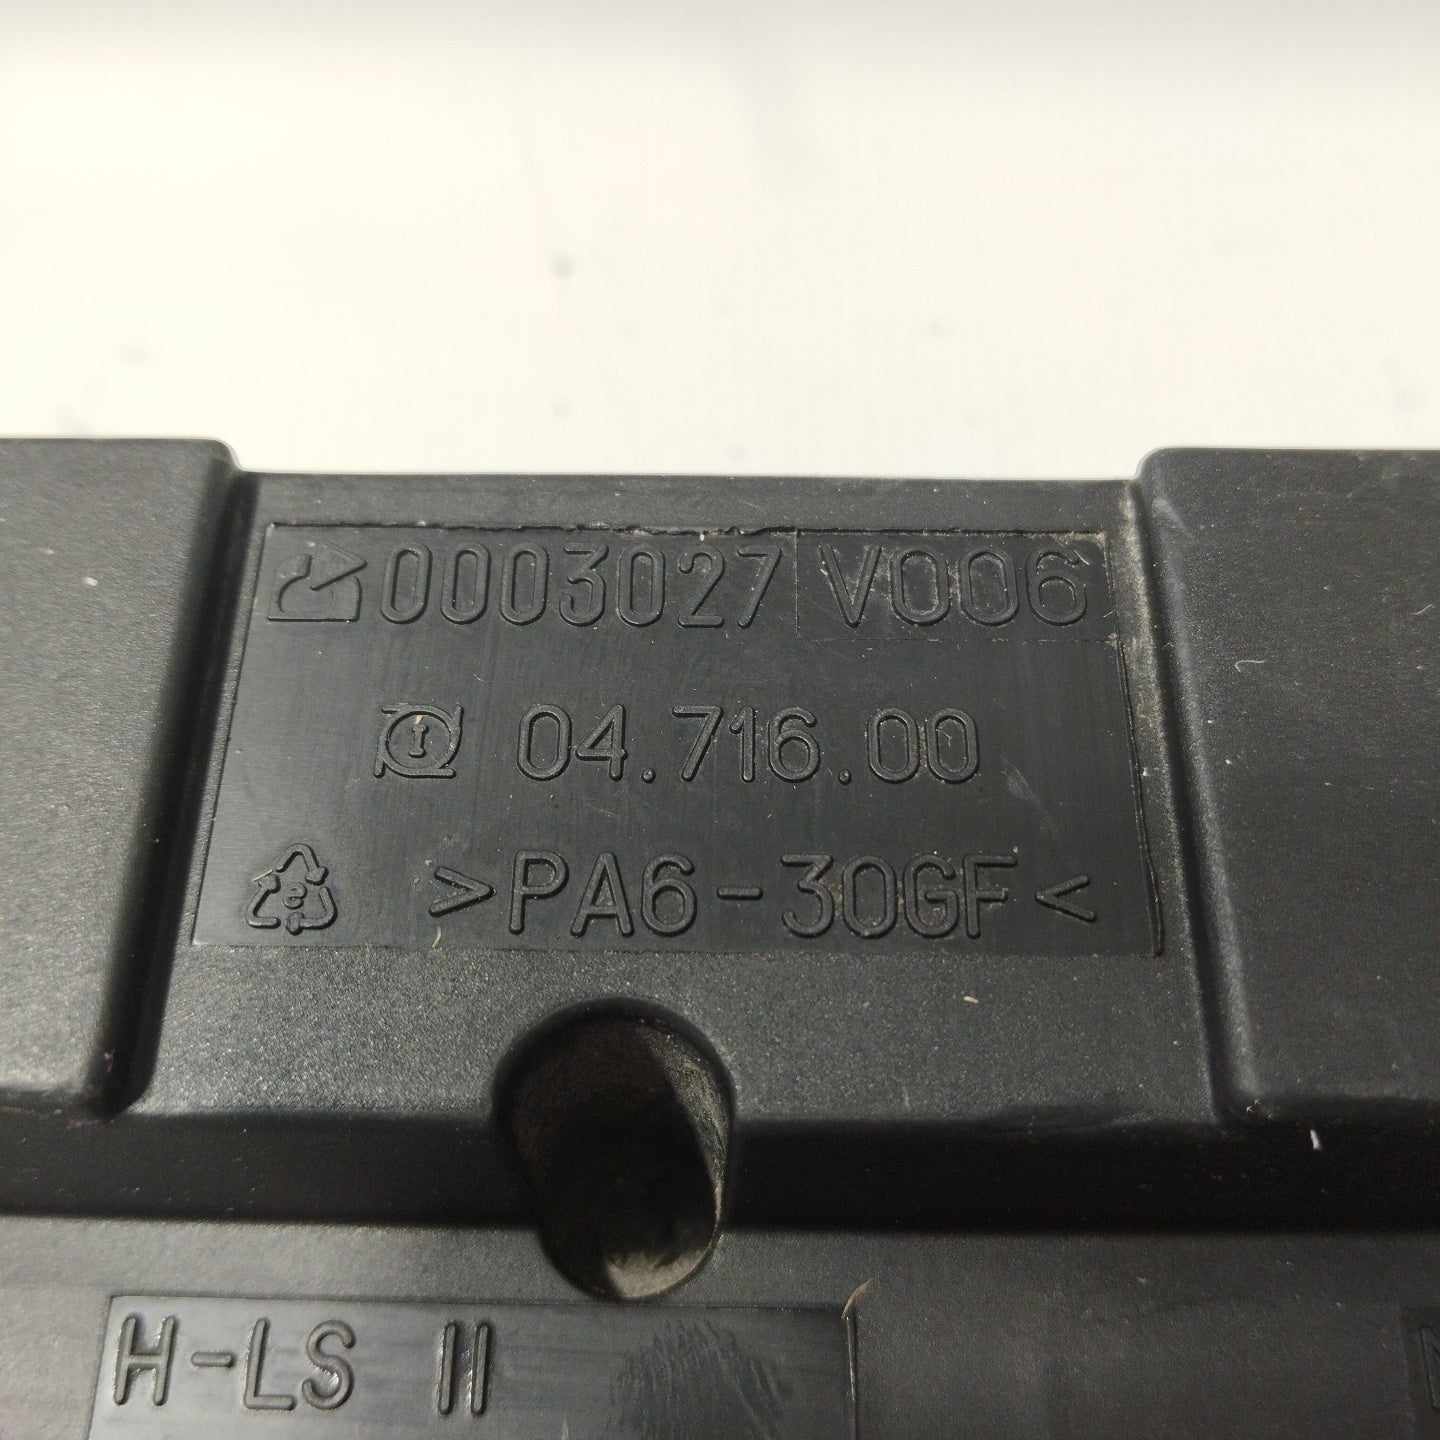 0003027 V006
04.716.00
>PA6-30GF<
H-LS II